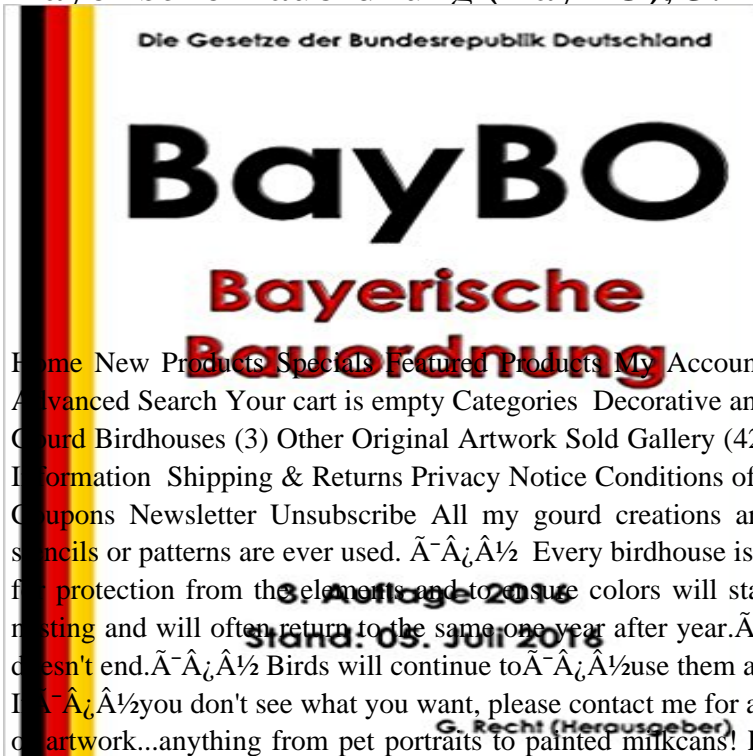 Die Gesetze der Bundesrepublik Deutschland
BayBO
Bayerische
Bauordnung
Home New Products Specials Featured Products My Accoun
Advanced Search Your cart is empty Categories Decorative an
Gourd Birdhouses (3) Other Original Artwork Sold Gallery (42
Information Shipping & Returns Privacy Notice Conditions of
Coupons Newsletter Unsubscribe All my gourd creations ar
stencils or patterns are ever used. Ã¯Â¿Â½ Every birdhouse is
for protection from the elements and to ensure colors will sta
3. Auflage 2016
nesting and will often return to the same one year after year.Ã
Stand: 05. Juli 2016
doesn't end.Ã¯Â¿Â½ Birds will continue toÃ¯Â¿Â½use them a
Ã¯Â¿Â½you don't see what you want, please contact me for a
G. Recht (Herausgeber)
artwork...anything from pet portraits to painted milkcans!